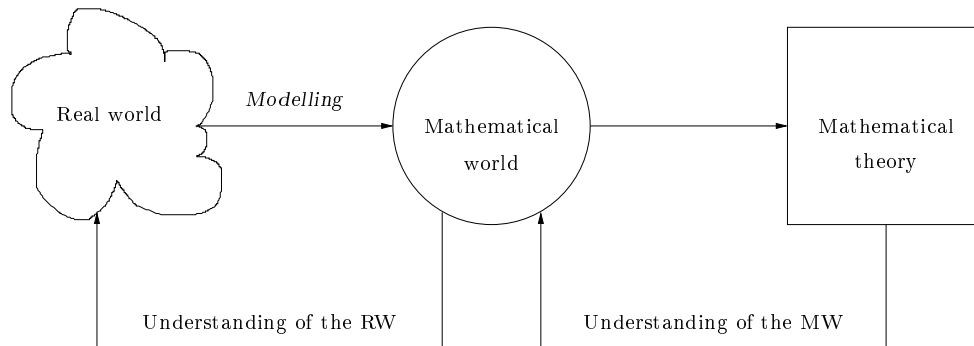 Real world
Modelling
Mathematical
world
Mathematical
theory
Understanding of the RW
Understanding of the MW